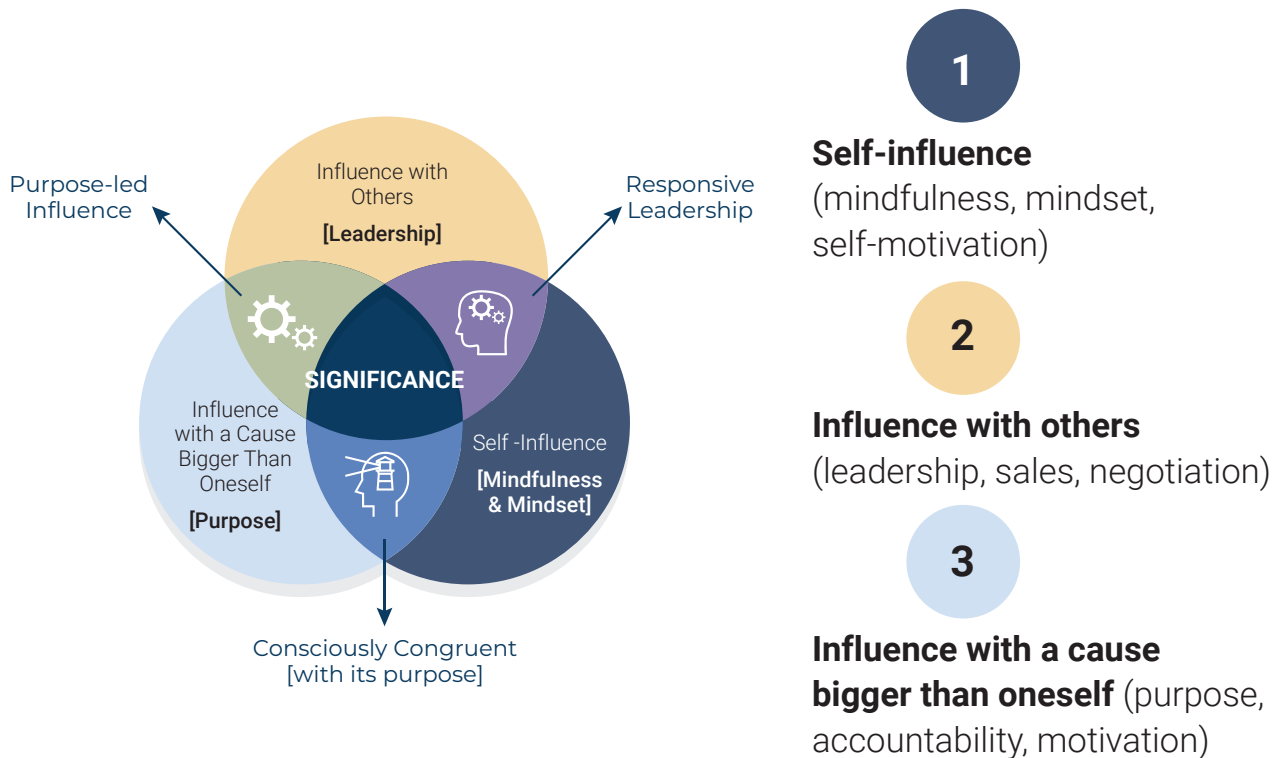 Influence with
Others
[Leadership]
Purpose-led
Influence
Responsive
Leadership
SIGNIFICANCE
Influence
with a Cause
Bigger Than
Oneself
[Purpose]
Self -Influence
[Mindfulness
& Mindset]
Consciously Congruent
[with its purpose]
1
Self-influence
(mindfulness, mindset,
self-motivation)
2
Influence with others
(leadership, sales, negotiation)
3
Influence with a cause
bigger than oneself (purpose,
accountability, motivation)